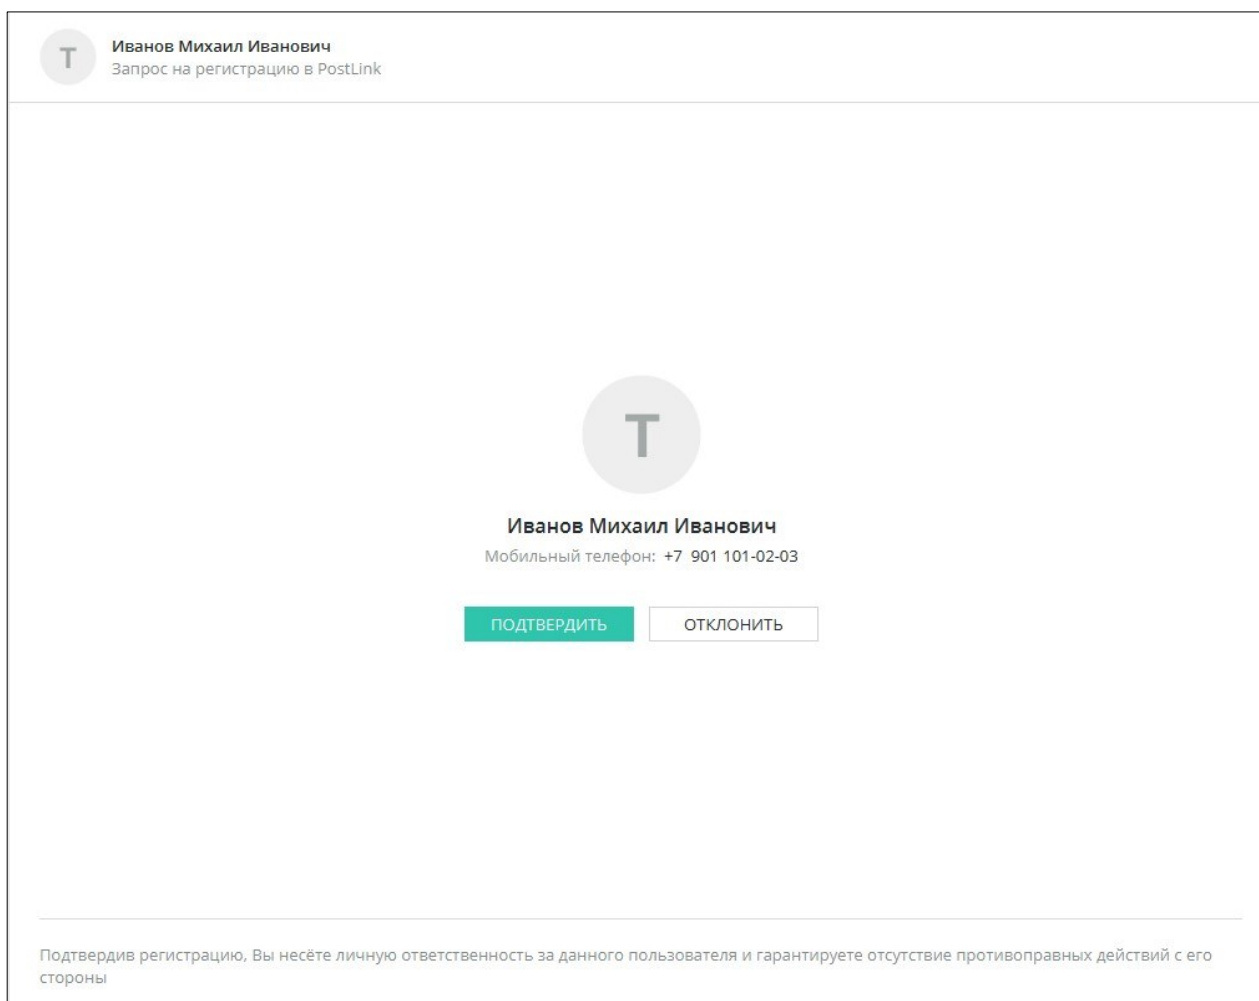 Т
Иванов Михаил Иванович
Запрос на регистрацию в PostLink
Т
Иванов Михаил Иванович
Мобильный телефон: +7 901 101-02-03
ПОДТВЕРДИТЬ
ОТКЛОНИТЬ
Подтвердив регистрацию, Вы несёте личную ответственность за данного пользователя и гарантируете отсутствие противоправных действий с его
стороны